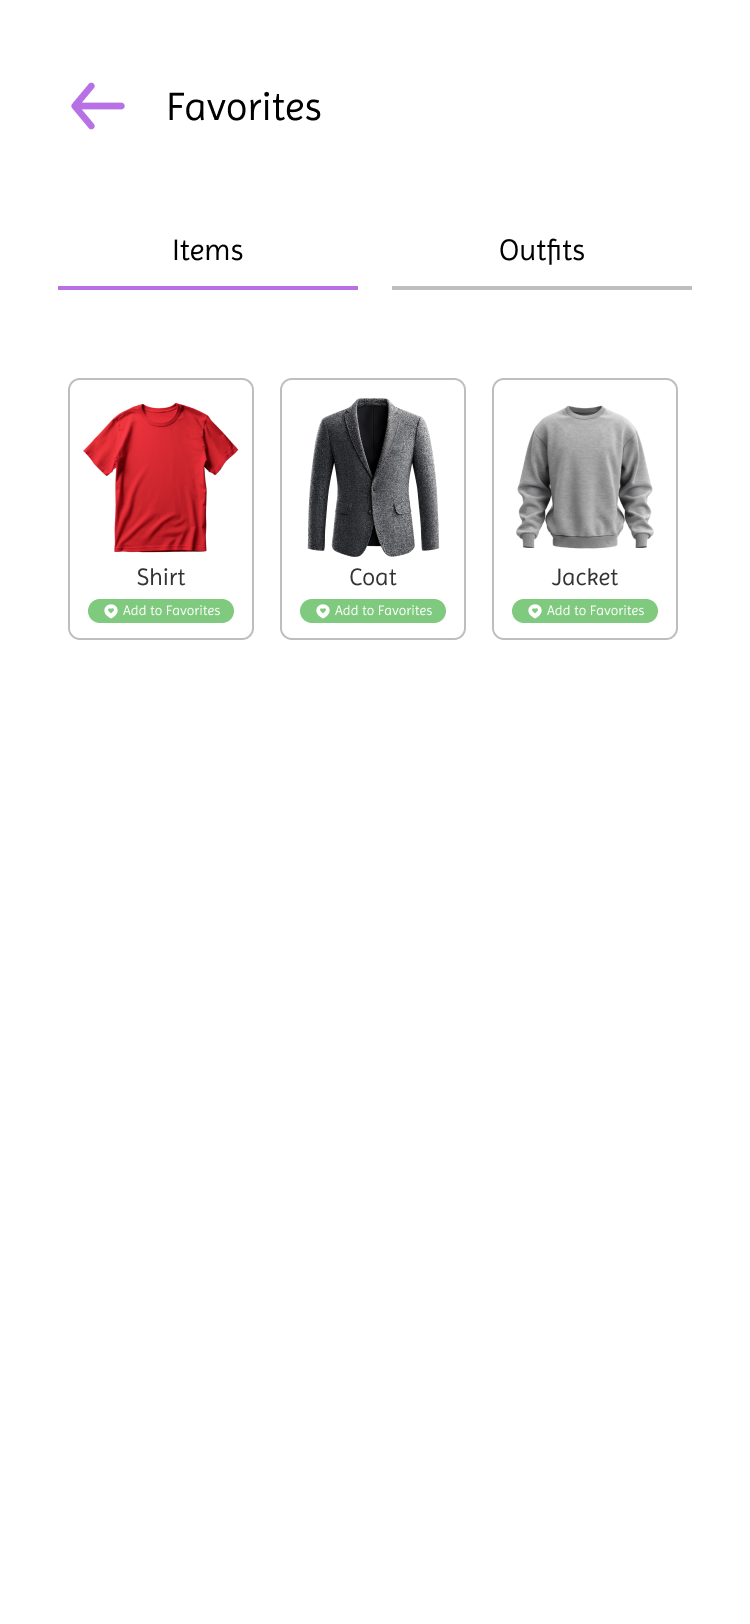 Favorites
Items
Outfits
Shirt
Coat
Jacket
Add to Favorites
Add to Favorites
Add to Favorites